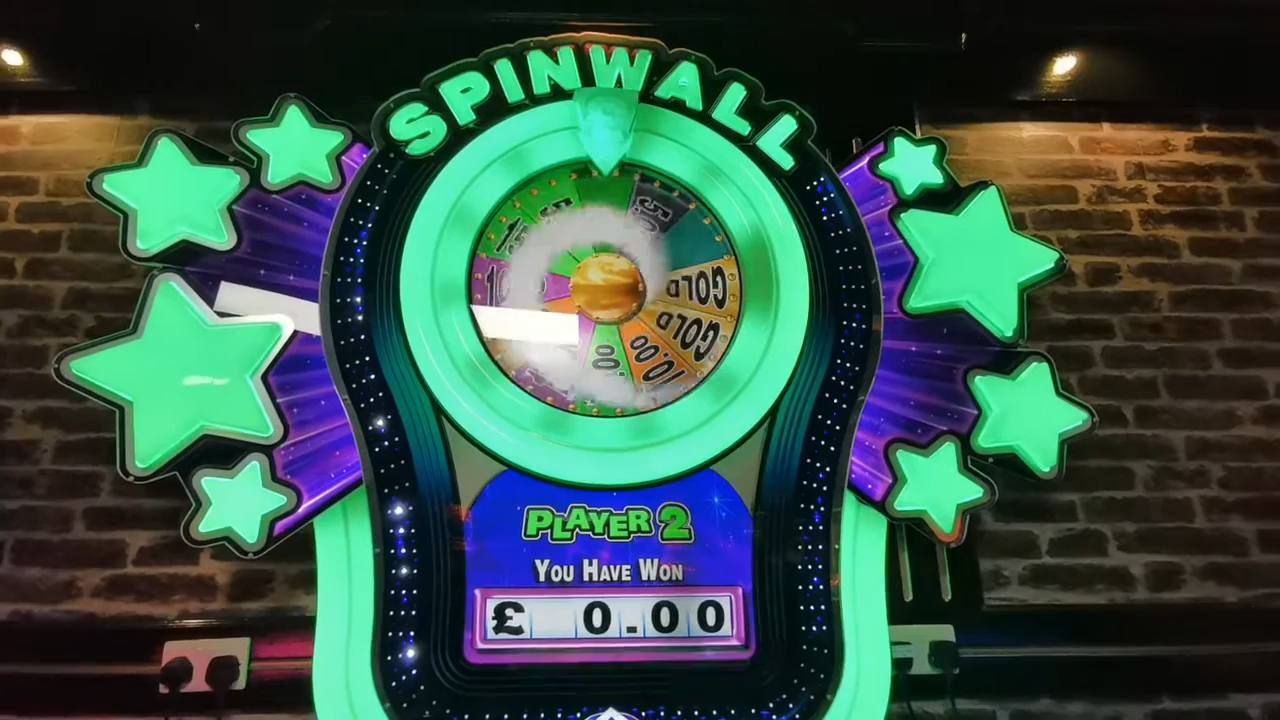 SPINWALL
GOLD
GOLD
10.00
PLAYER 2
YOU HAVE WON
£ 0.00